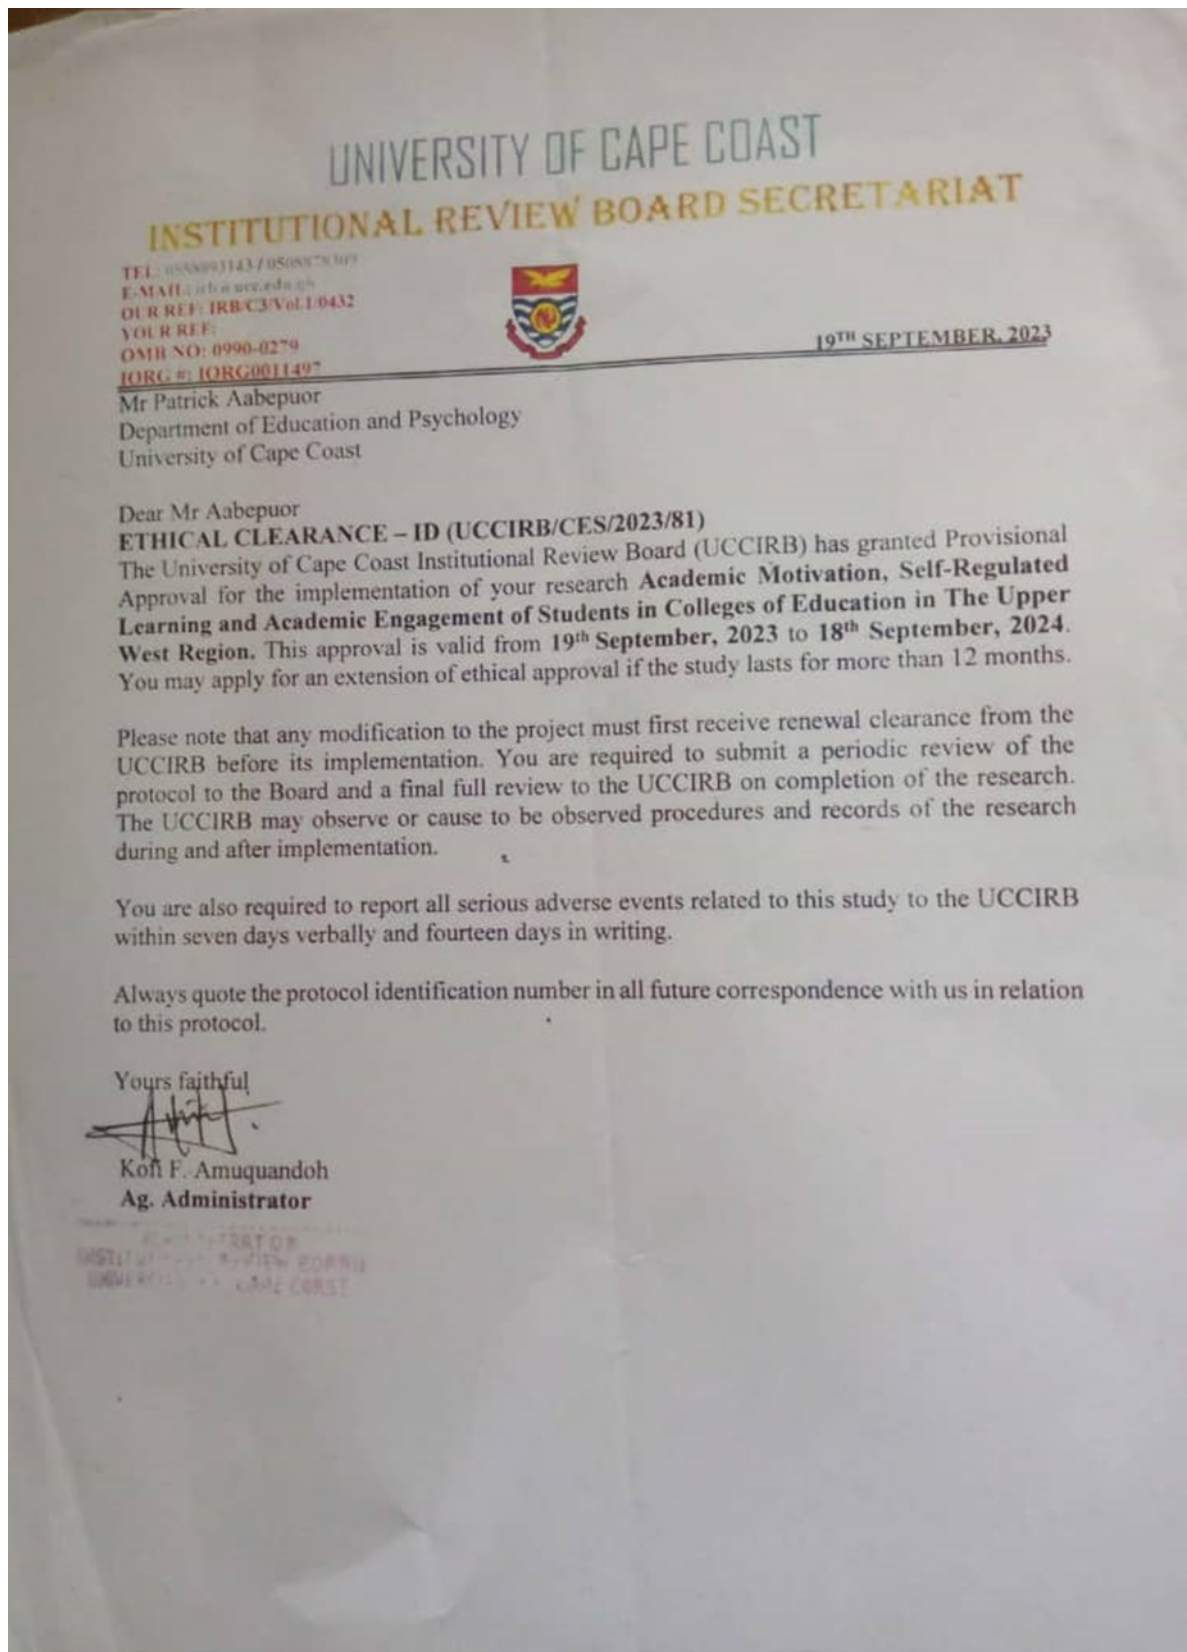 UNIVERSITY OF CAPE COAST
INSTITUTIONAL REVIEW BOARD SECRETARIAT
TEL:
E-MAIL: irb@ucc.edu.gh
OUR REF: IRB/C3/Vol.1/0432
YOUR REF:
OMB NO: 0990-0279
IORG #: IORG0011497
19TH SEPTEMBER, 2023
Mr Patrick Aabepuor
Department of Education and Psychology
University of Cape Coast
Dear Mr Aabepuor
ETHICAL CLEARANCE – ID (UCCIRB/CES/2023/81)
The University of Cape Coast Institutional Review Board (UCCIRB) has granted Provisional
Approval for the implementation of your research Academic Motivation, Self-Regulated
Learning and Academic Engagement of Students in Colleges of Education in The Upper
West Region. This approval is valid from 19th September, 2023 to 18th September, 2024.
You may apply for an extension of ethical approval if the study lasts for more than 12 months.
Please note that any modification to the project must first receive renewal clearance from the
UCCIRB before its implementation. You are required to submit a periodic review of the
protocol to the Board and a final full review to the UCCIRB on completion of the research.
The UCCIRB may observe or cause to be observed procedures and records of the research
during and after implementation.
You are also required to report all serious adverse events related to this study to the UCCIRB
within seven days verbally and fourteen days in writing.
Always quote the protocol identification number in all future correspondence with us in relation
to this protocol.
Yours faithful
Kofi F. Amuquandoh
Ag. Administrator
REVIEW BOARD
CAPE COAST